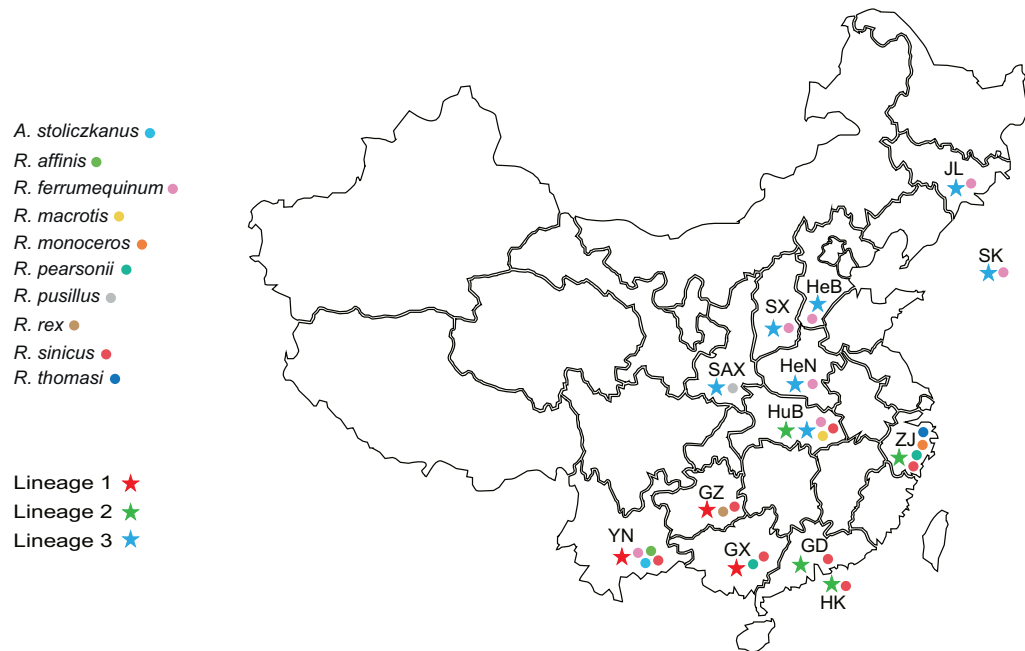 A. stoliczkanus
R. affinis
R. ferrumequinum
R. macrotis
R. monoceros
R. pearsonii
R. pusillus
R. rex
R. sinicus
R. thomasi
Lineage 1
Lineage 2
Lineage 3
JL
SK
HeB
SX
SAX
HeN
HuB
ZJ
GZ
YN
GX
GD
HK